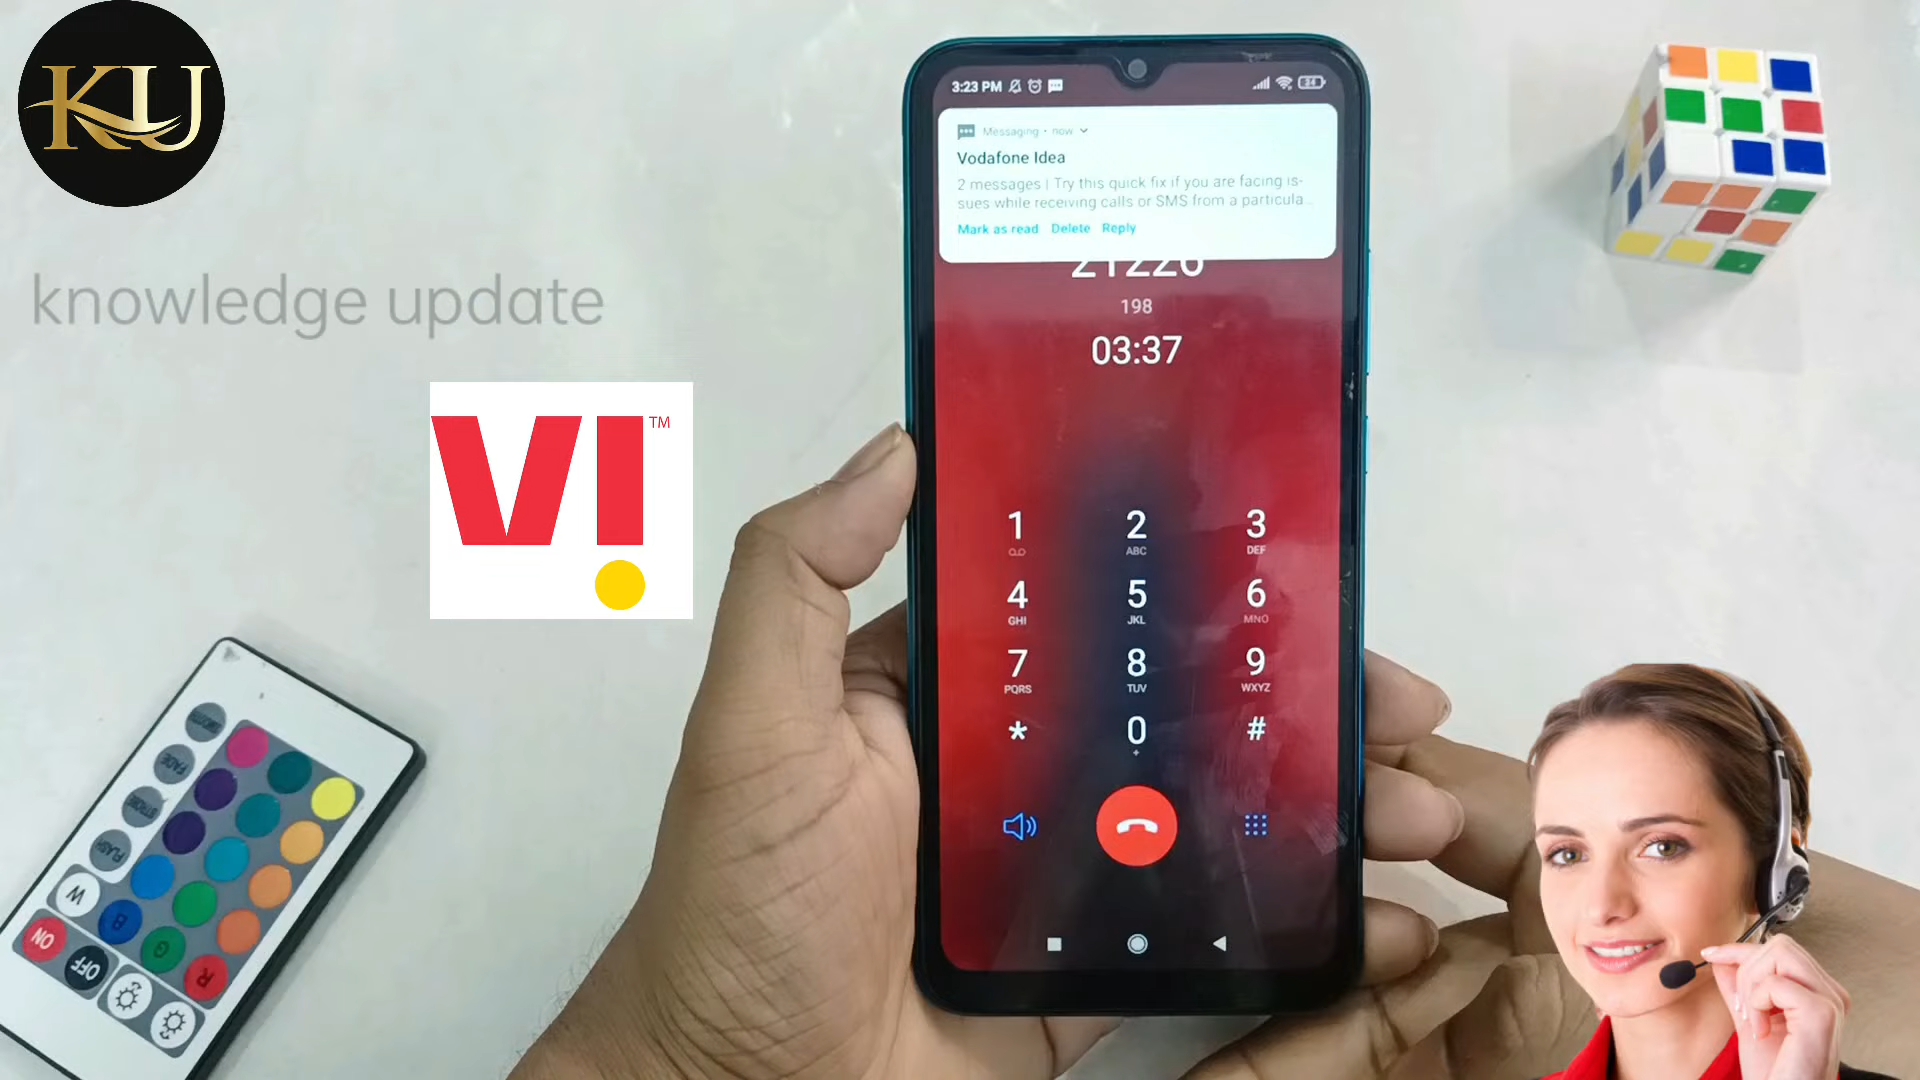 KU
knowledge update
VI™
3:23 PM
34
Messaging • now
Vodafone Idea
2 messages | Try this quick fix if you are facing is-
sues while receiving calls or SMS from a particula...
Mark as read Delete Reply
21226
198
03:37
1 2 ABC 3 DEF
4 GHI 5 JKL 6 MNO
7 PQRS 8 TUV 9 WXYZ
* 0 + #
SMOOTH
FADE
STROBE
FLASH
W
ON B
OFF G
R